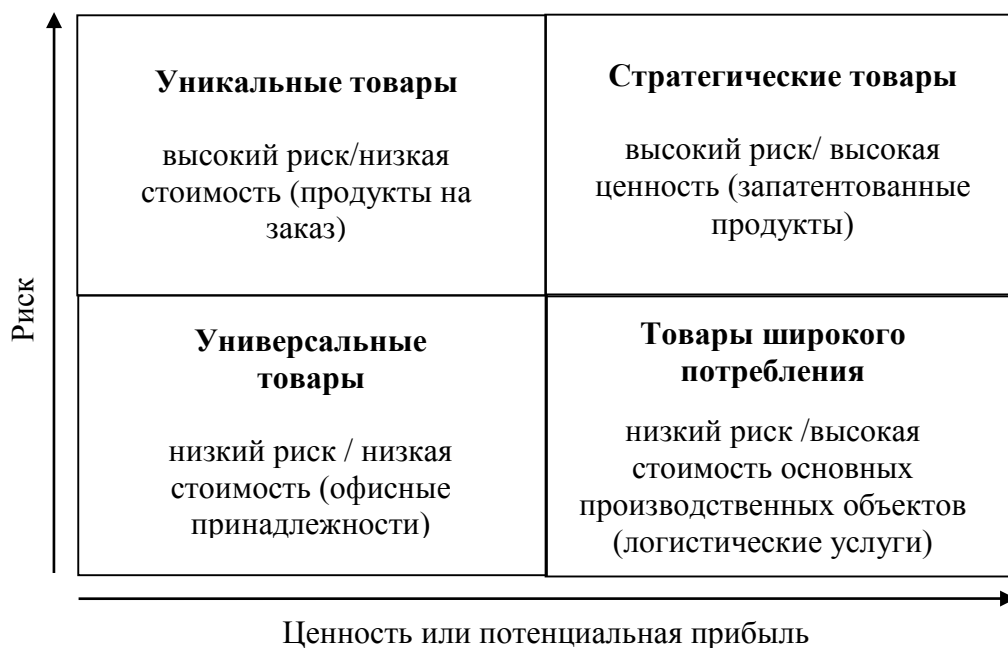 Уникальные товары
высокий риск/низкая
стоимость (продукты на
заказ)
Стратегические товары
высокий риск/ высокая
ценность (запатентованные
продукты)
Риск
Универсальные
товары
низкий риск / низкая
стоимость (офисные
принадлежности)
Товары широкого
потребления
низкий риск /высокая
стоимость основных
производственных объектов
(логистические услуги)
Ценность или потенциальная прибыль